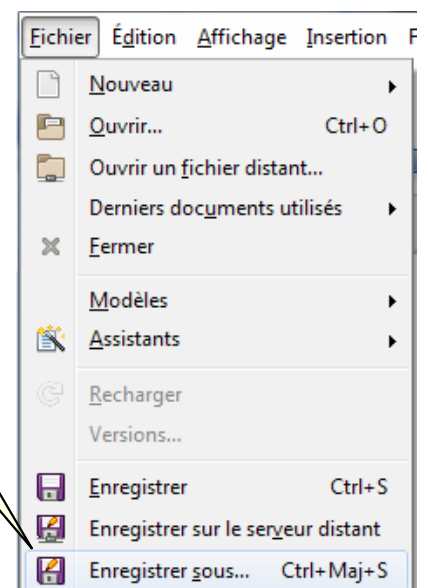 Fichier Édition Affichage Insertion F
Nouveau
Ouvrir... Ctrl+O
Ouvrir un fichier distant...
Derniers documents utilisés
Fermer
Modèles
Assistants
Recharger
Versions...
Enregistrer Ctrl+S
Enregistrer sur le serveur distant
Enregistrer sous... Ctrl+Maj+S